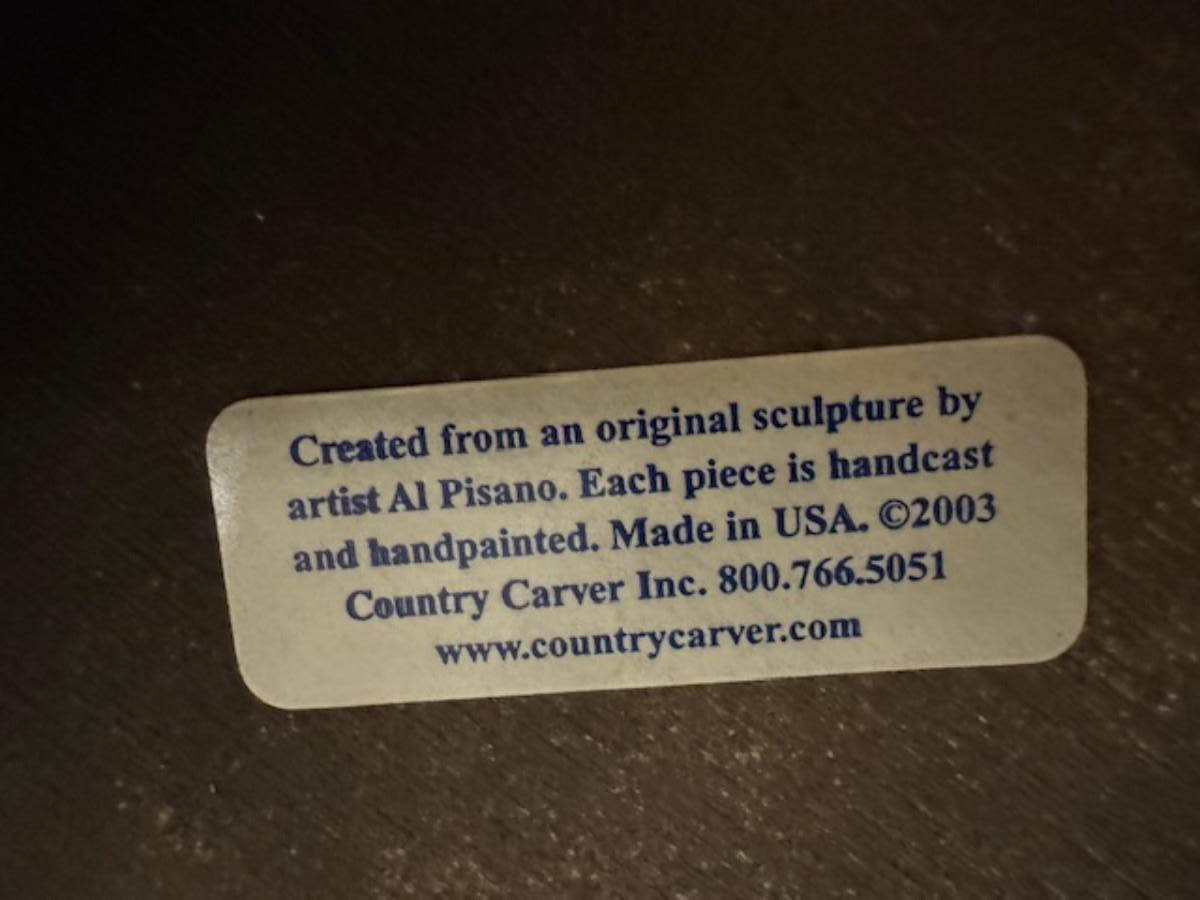 Created from an original sculpture by
artist Al Pisano. Each piece is handcast
and handpainted. Made in USA. ©2003
Country Carver Inc. 800.766.5051
www.countrycarver.com